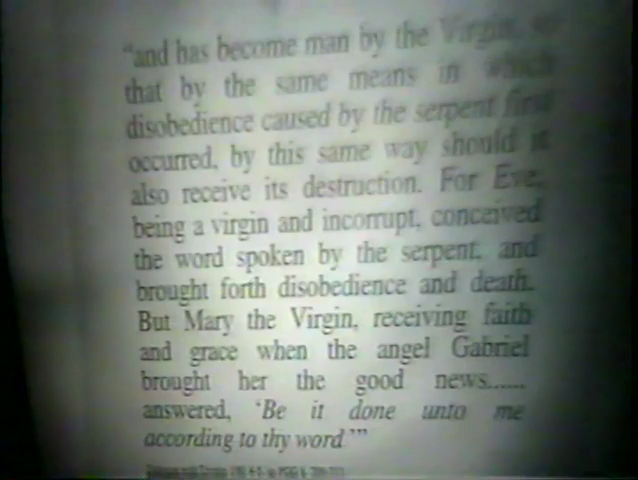 "and has become man by the Virgin, so
that by the same means in which
disobedience caused by the serpent first
occurred, by this same way should it
also receive its destruction. For Eve,
being a virgin and incorrupt, conceived
the word spoken by the serpent, and
brought forth disobedience and death.
But Mary the Virgin, receiving faith
and grace when the angel Gabriel
brought her the good news......
answered, 'Be it done unto me
according to thy word'"